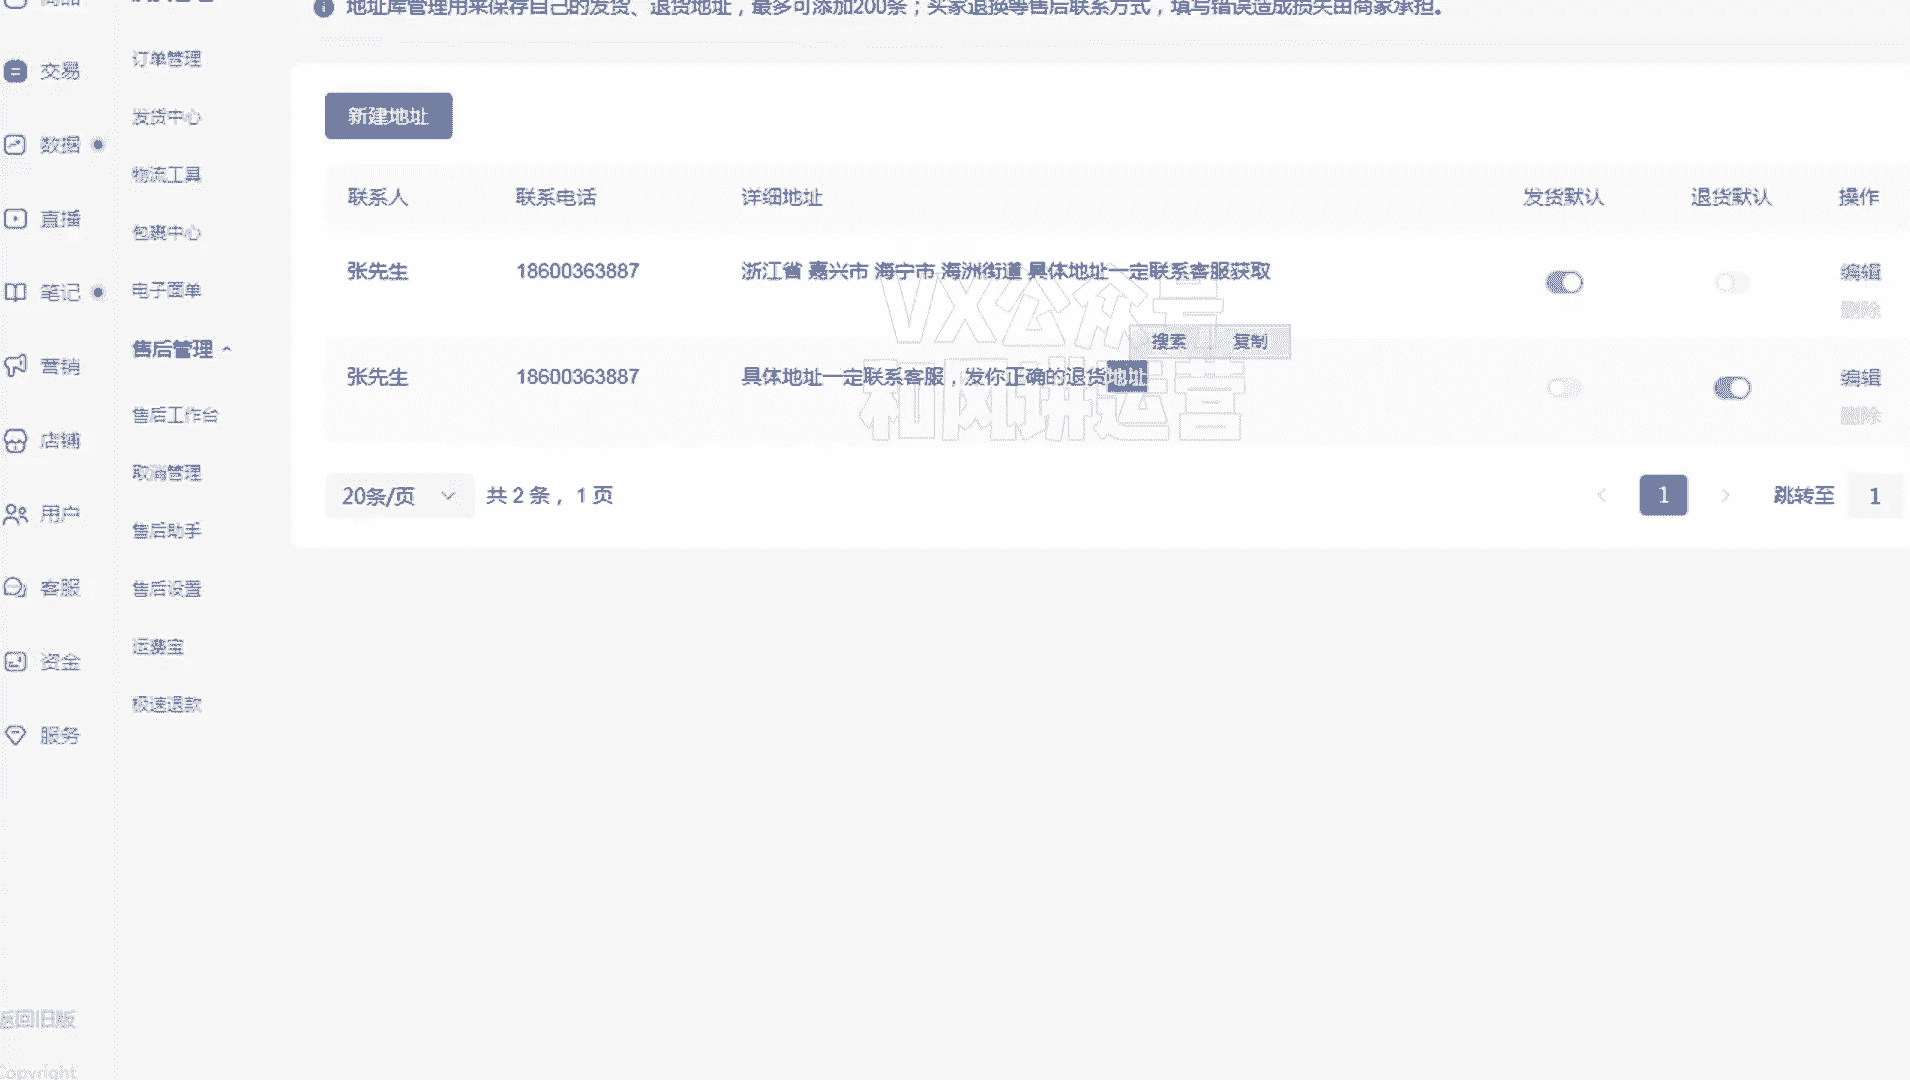 地址库管理用来保存自己的发货、退货地址，最多可添加200条；买家退换等售后联系方式，填写错误造成损失由商家承担。
交易
数据
直播
笔记
营销
店铺
用户
客服
资金
服务
返回旧版
Copyright
订单管理
发货中心
物流工具
包裹中心
电子面单
售后管理
售后工作台
取消管理
售后助手
售后设置
运费宝
极速退款
新建地址
联系人 联系电话 详细地址 发货默认 退货默认 操作
张先生 18600363887 浙江省 嘉兴市 海宁市 海洲街道 具体地址一定联系客服获取 编辑
删除
搜索 复制
张先生 18600363887 具体地址一定联系客服，发你正确的退货地址 编辑
删除
VX公众号
和风讲运营
20条/页 共 2 条， 1 页 1 跳转至 1